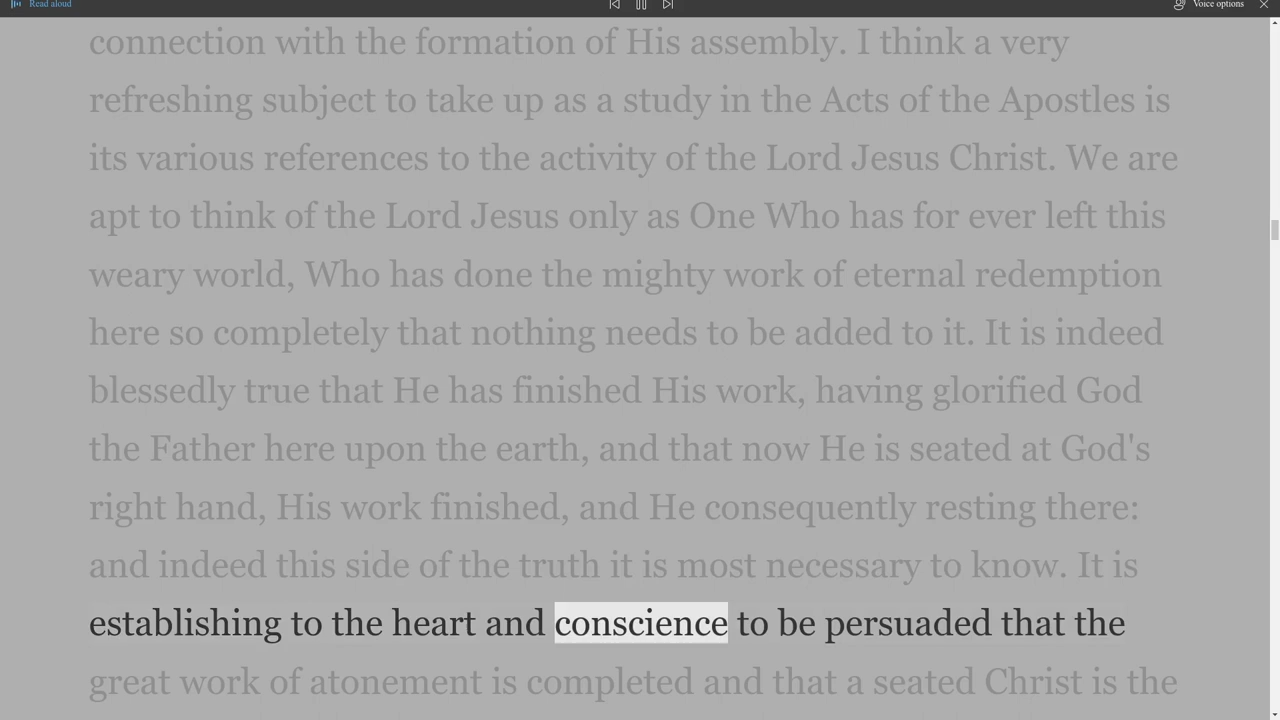 Read aloud
Voice options
connection with the formation of His assembly. I think a very
refreshing subject to take up as a study in the Acts of the Apostles is
its various references to the activity of the Lord Jesus Christ. We are
apt to think of the Lord Jesus only as One Who has for ever left this
weary world, Who has done the mighty work of eternal redemption
here so completely that nothing needs to be added to it. It is indeed
blessedly true that He has finished His work, having glorified God
the Father here upon the earth, and that now He is seated at God's
right hand, His work finished, and He consequently resting there:
and indeed this side of the truth it is most necessary to know. It is
establishing to the heart and conscience to be persuaded that the
great work of atonement is completed and that a seated Christ is the